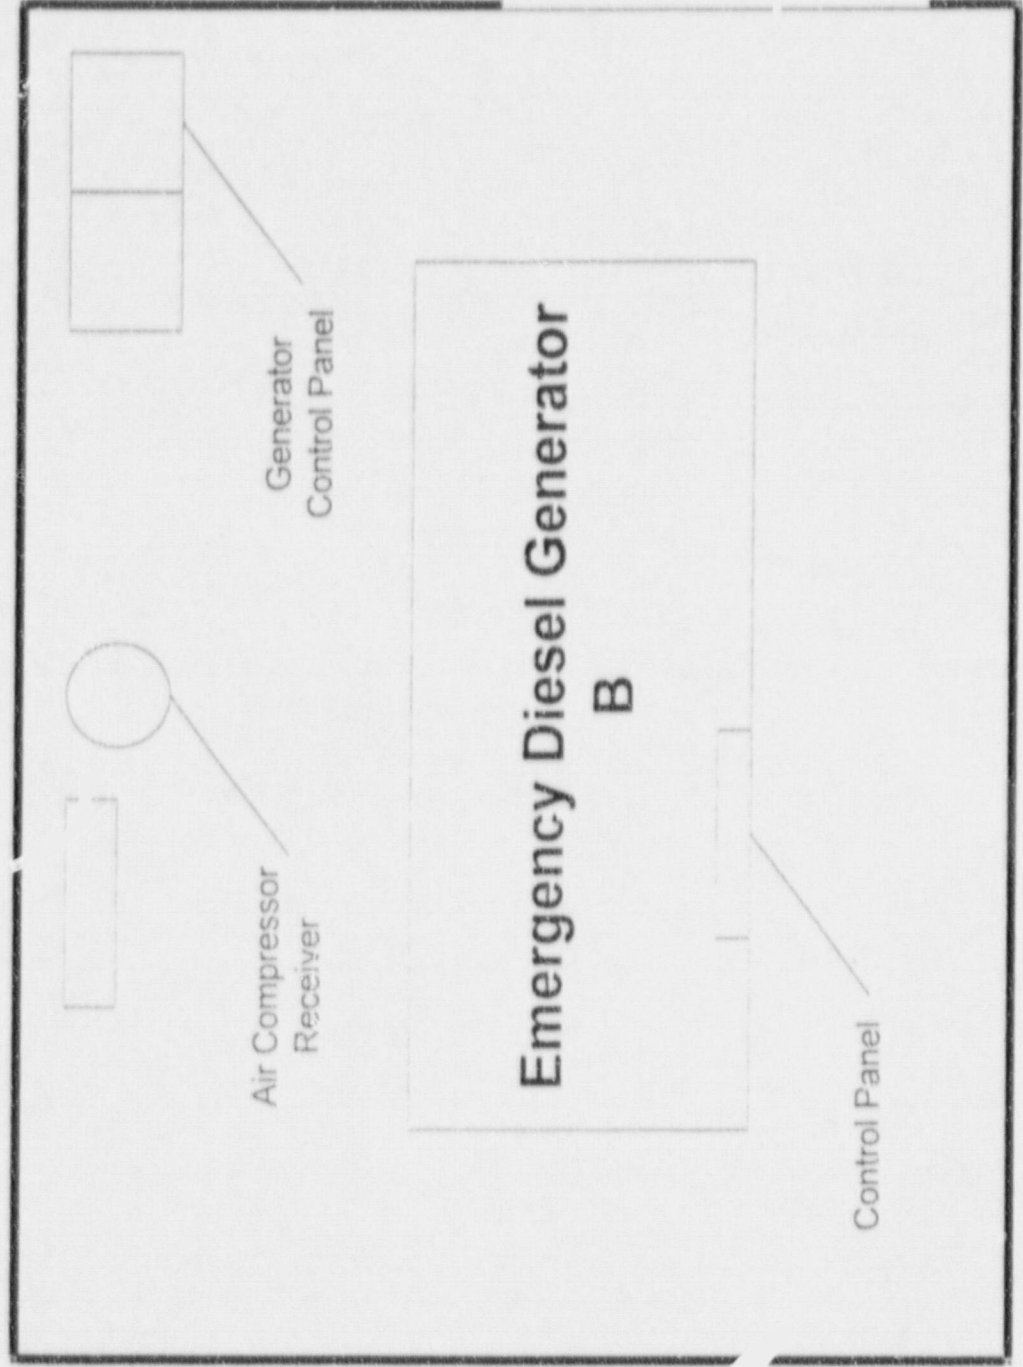 Generator
Control Panel
Air Compressor
Receiver
Emergency Diesel Generator
B
Control Panel